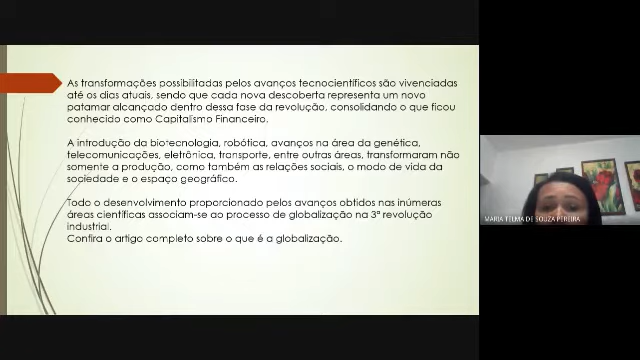 As transformações possibilitadas pelos avanços tecnocientíficos são vivenciadas
até os dias atuais, sendo que cada nova descoberta representa um novo
patamar alcançado dentro dessa fase da revolução, consolidando o que ficou
conhecido como Capitalismo Financeiro.
A introdução da biotecnologia, robótica, avanços na área da genética,
telecomunicações, eletrônica, transporte, entre outras áreas, transformaram não
somente a produção, como também as relações sociais, o modo de vida da
sociedade e o espaço geográfico.
Todo o desenvolvimento proporcionado pelos avanços obtidos nas inúmeras
áreas científicas associam-se ao processo de globalização na 3ª revolução
industrial.
Confira o artigo completo sobre o que é a globalização.
MARIA TELMA DE SOUZA PEREIRA